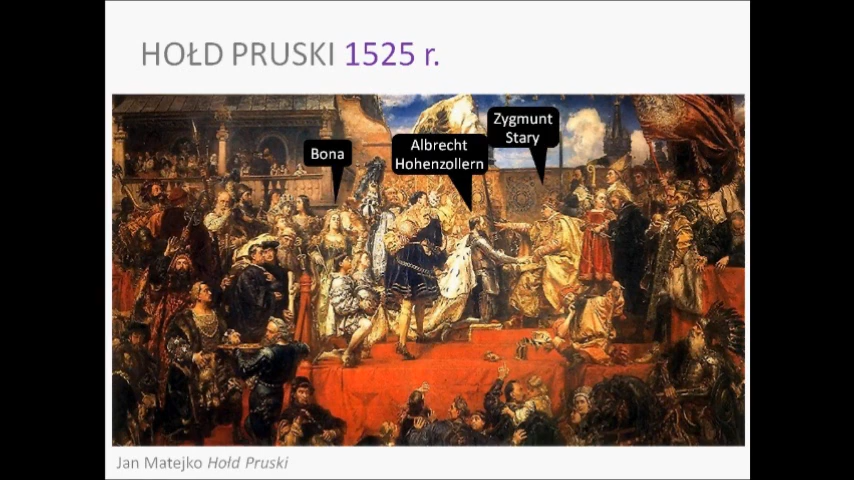 HOŁD PRUSKI 1525 r.
Zygmunt
Stary
Albrecht
Hohenzollern
Bona
Jan Matejko Hołd Pruski